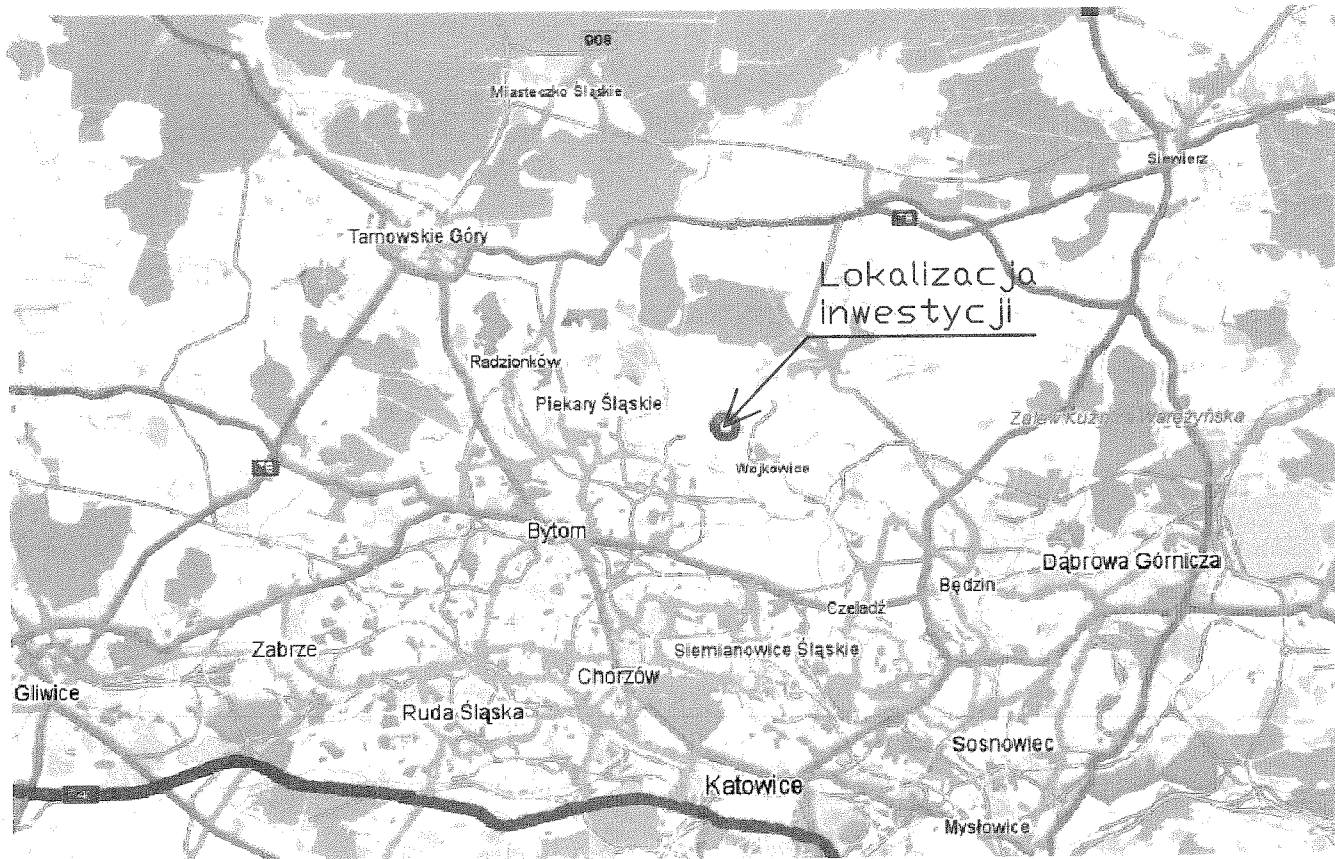 908
Miasteczko Śląskie
Siewierz
Tarnowskie Góry
Lokalizacja
inwestycji
Radzionków
Piekary Śląskie
Wojkowice
Bytom
Dąbrowa Górnicza
Będzin
Czeladź
Zabrze
Siemianowice Śląskie
Chorzów
Gliwice
Ruda Śląska
Sosnowiec
Katowice
Mysłowice